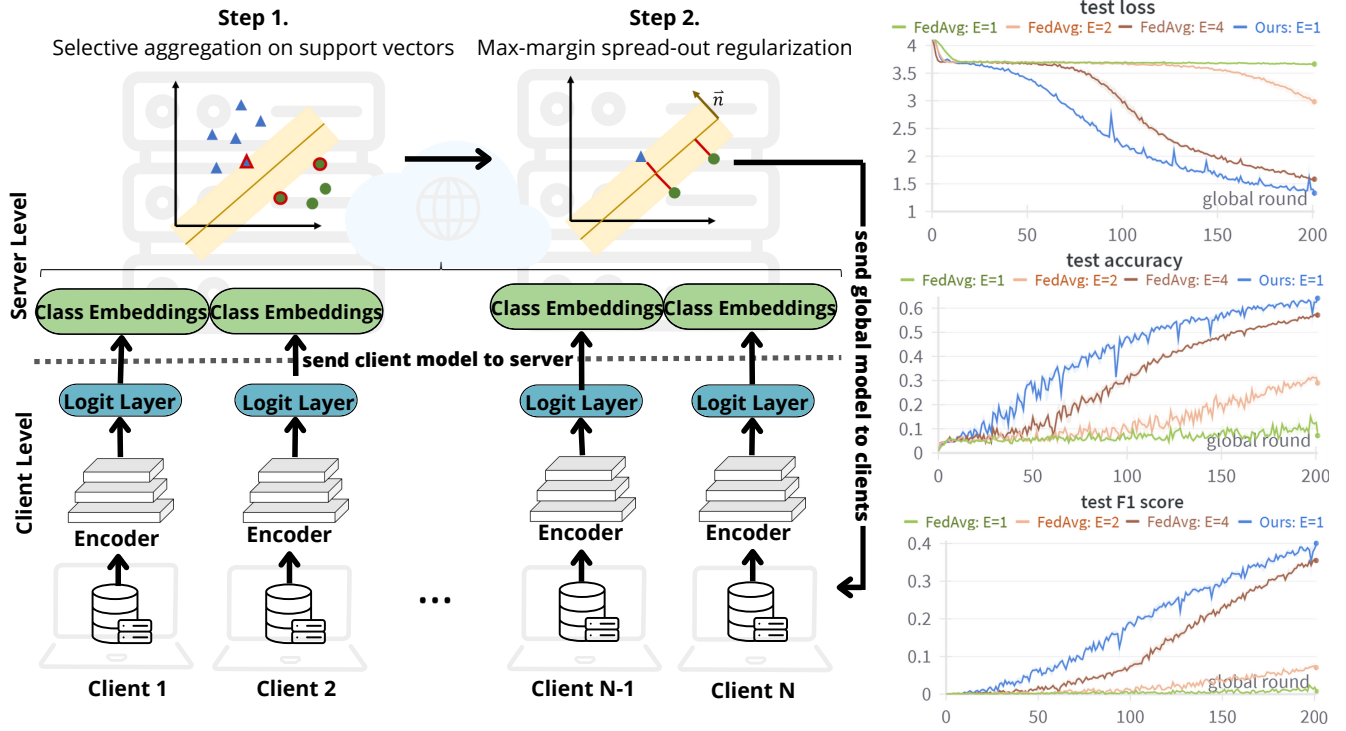 Step 1.
Selective aggregation on support vectors
Step 2.
Max-margin spread-out regularization
n
Server Level
Class Embeddings
Class Embeddings
Class Embeddings
Class Embeddings
send client model to server
send global model to clients
Client Level
Logit Layer
Logit Layer
Logit Layer
Logit Layer
Encoder
Encoder
Encoder
Encoder
...
Client 1
Client 2
Client N-1
Client N
test loss
FedAvg: E=1 FedAvg: E=2 FedAvg: E=4 Ours: E=1
4
3.5
3
2.5
2
1.5
1
global round
0 50 100 150 200
test accuracy
FedAvg: E=1 FedAvg: E=2 FedAvg: E=4 Ours: E=1
0.6
0.5
0.4
0.3
0.2
0.1
0
global round
0 50 100 150 200
test F1 score
FedAvg: E=1 FedAvg: E=2 FedAvg: E=4 Ours: E=1
0.4
0.3
0.2
0.1
0
global round
0 50 100 150 200